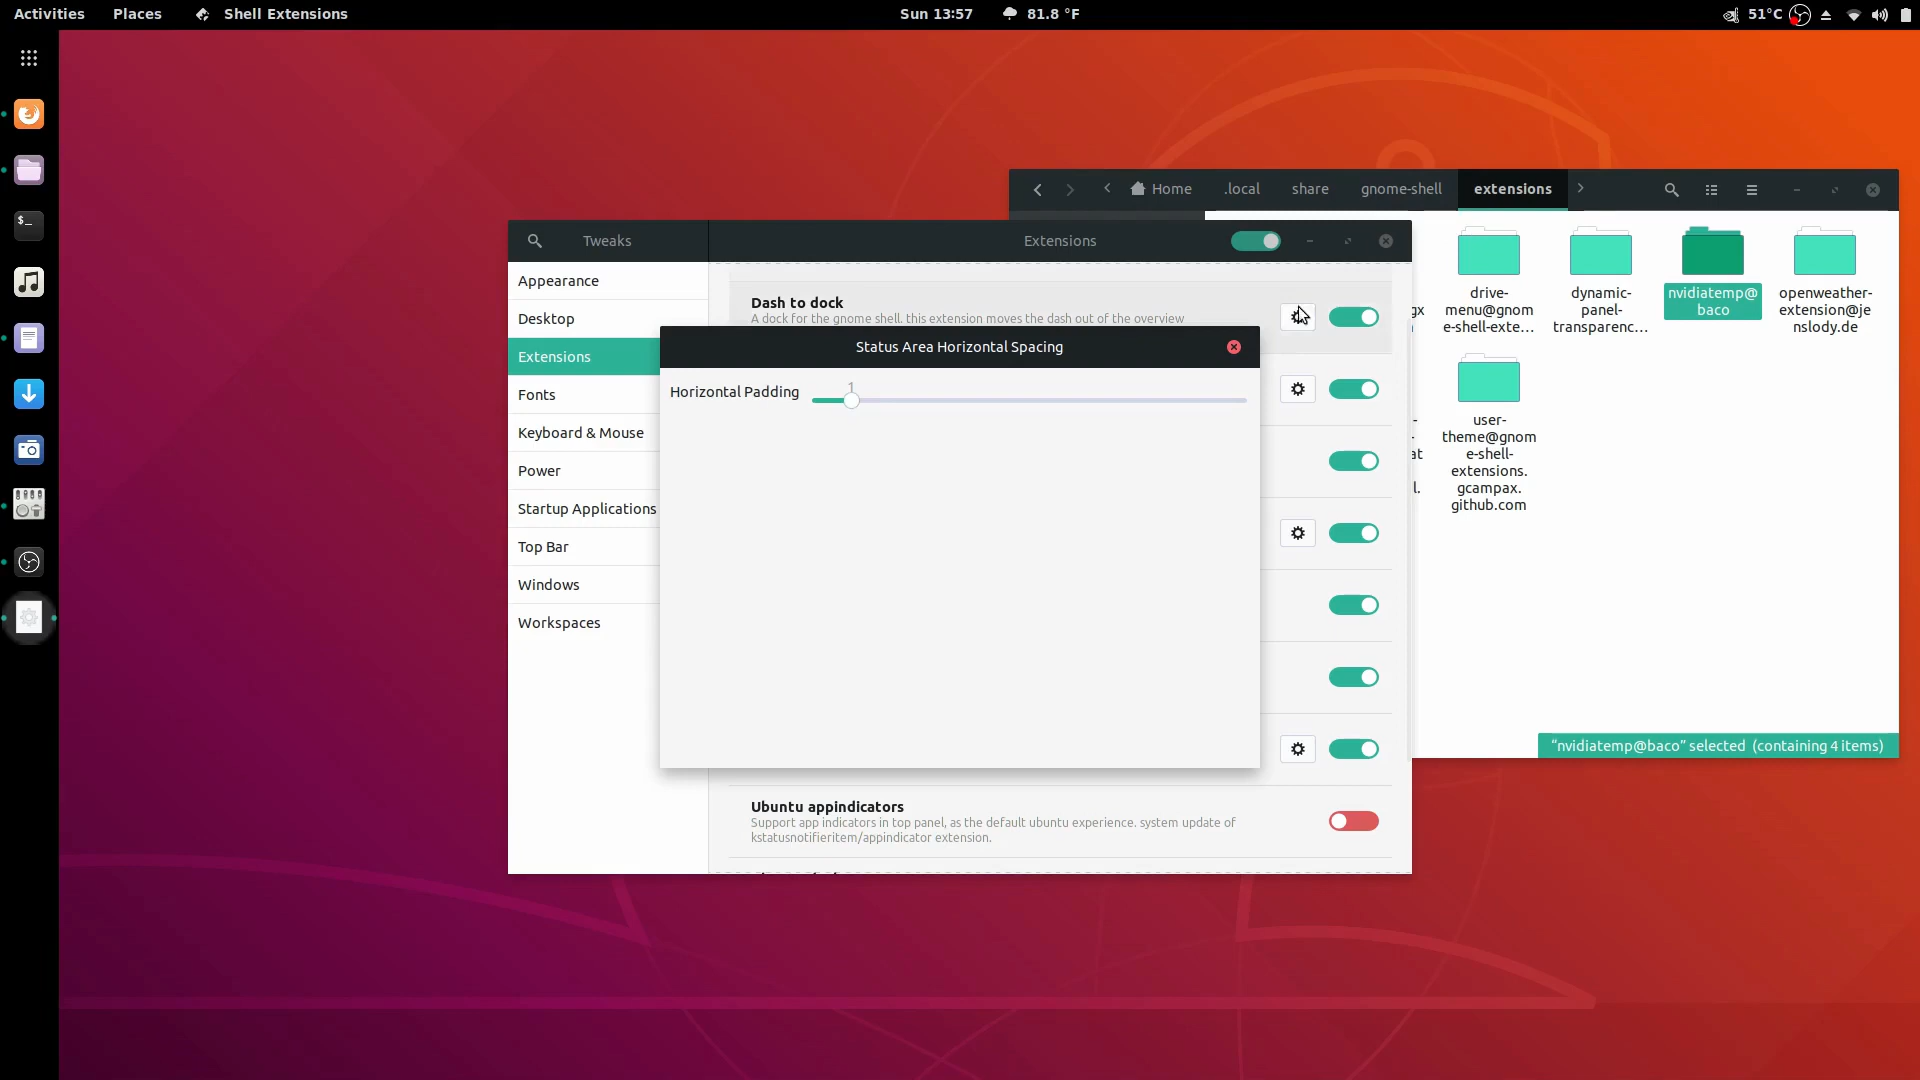 Activities Places Shell Extensions Sun 13:57 81.8 °F 51°C
Home .local share gnome-shell extensions
Tweaks Extensions
Appearance
Desktop
Extensions
Fonts
Keyboard & Mouse
Power
Startup Applications
Top Bar
Windows
Workspaces
Dash to dock
A dock for the gnome shell. this extension moves the dash out of the overview
Status Area Horizontal Spacing
Horizontal Padding 1
Ubuntu appindicators
Support app indicators in top panel, as the default ubuntu experience. system update of
kstatusnotifieritem/appindicator extension.
drive-
menu@gnom
e-shell-exte...
dynamic-
panel-
transparenc...
nvidiatemp@
baco
openweather-
extension@je
nslody.de
user-
theme@gnom
e-shell-
extensions.
gcampax.
github.com
"nvidiatemp@baco" selected (containing 4 items)